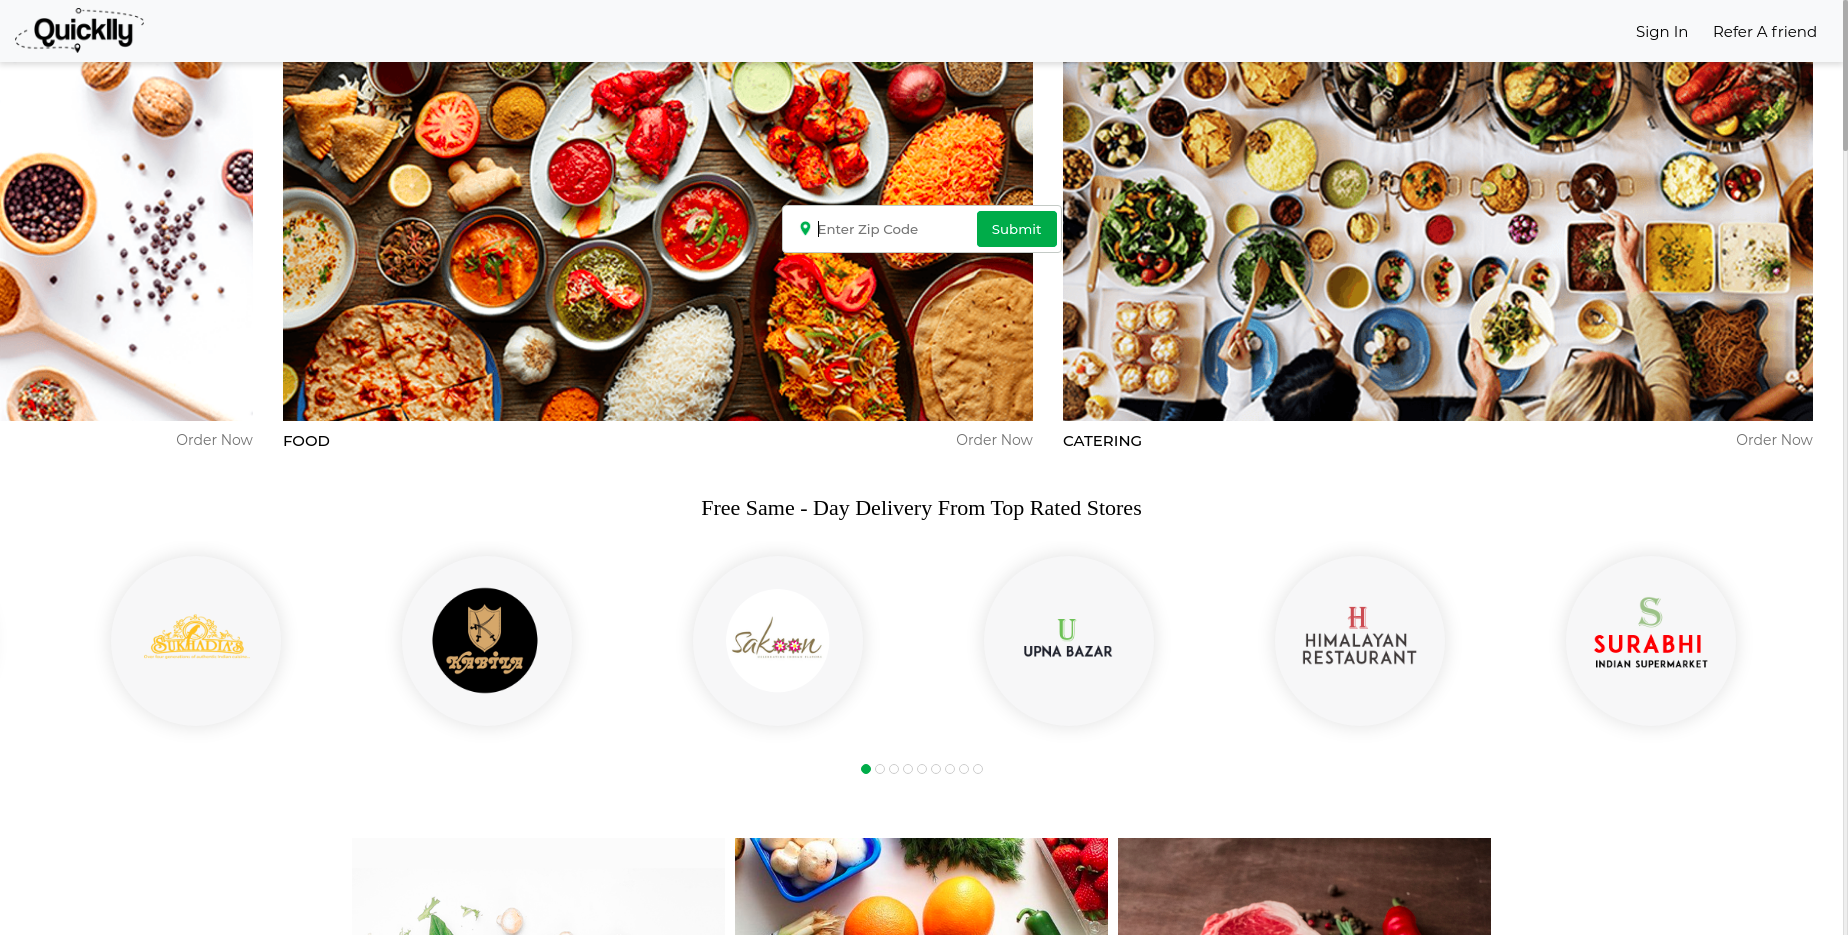 Quicklly
Sign In
Refer A friend
Enter Zip Code
Submit
Order Now
FOOD
Order Now
CATERING
Order Now
Free Same - Day Delivery From Top Rated Stores
SUKHADIA'S
KABILA
Sakoon
U
UPNA BAZAR
H
HIMALAYAN
RESTAURANT
S
SURABHI
INDIAN SUPERMARKET